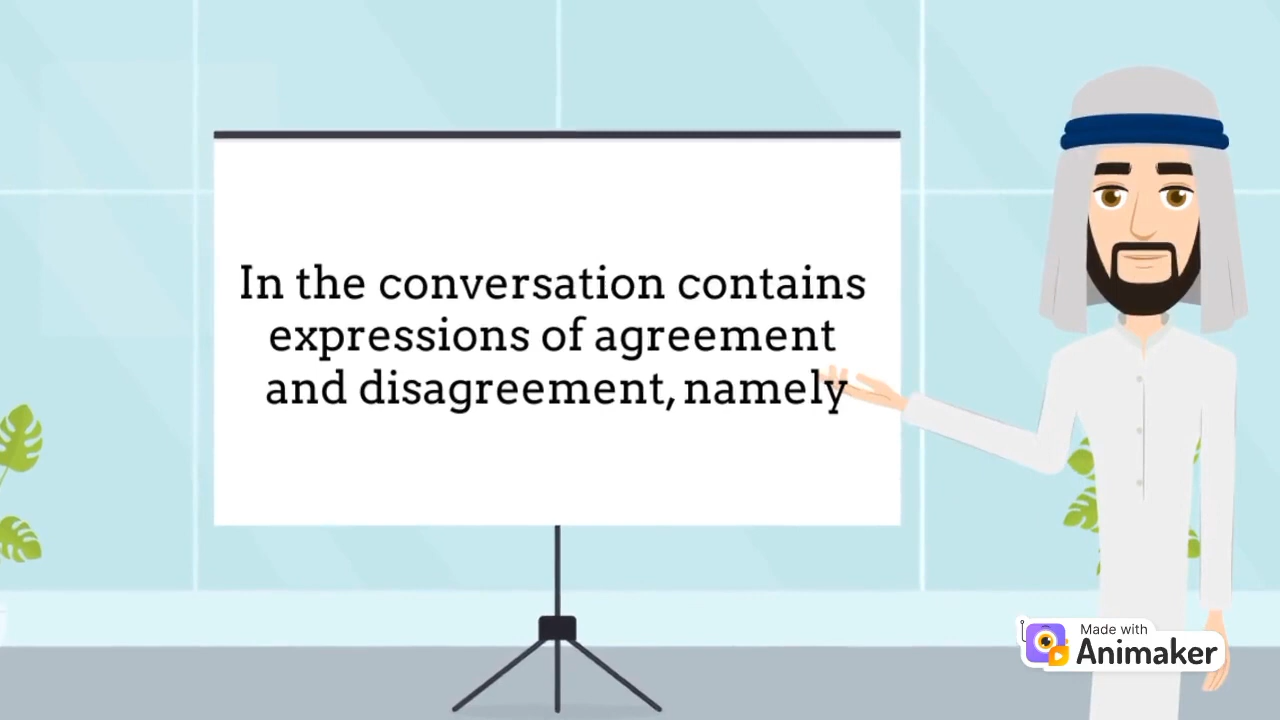 In the conversation contains
expressions of agreement
and disagreement, namely
Made with
Animaker